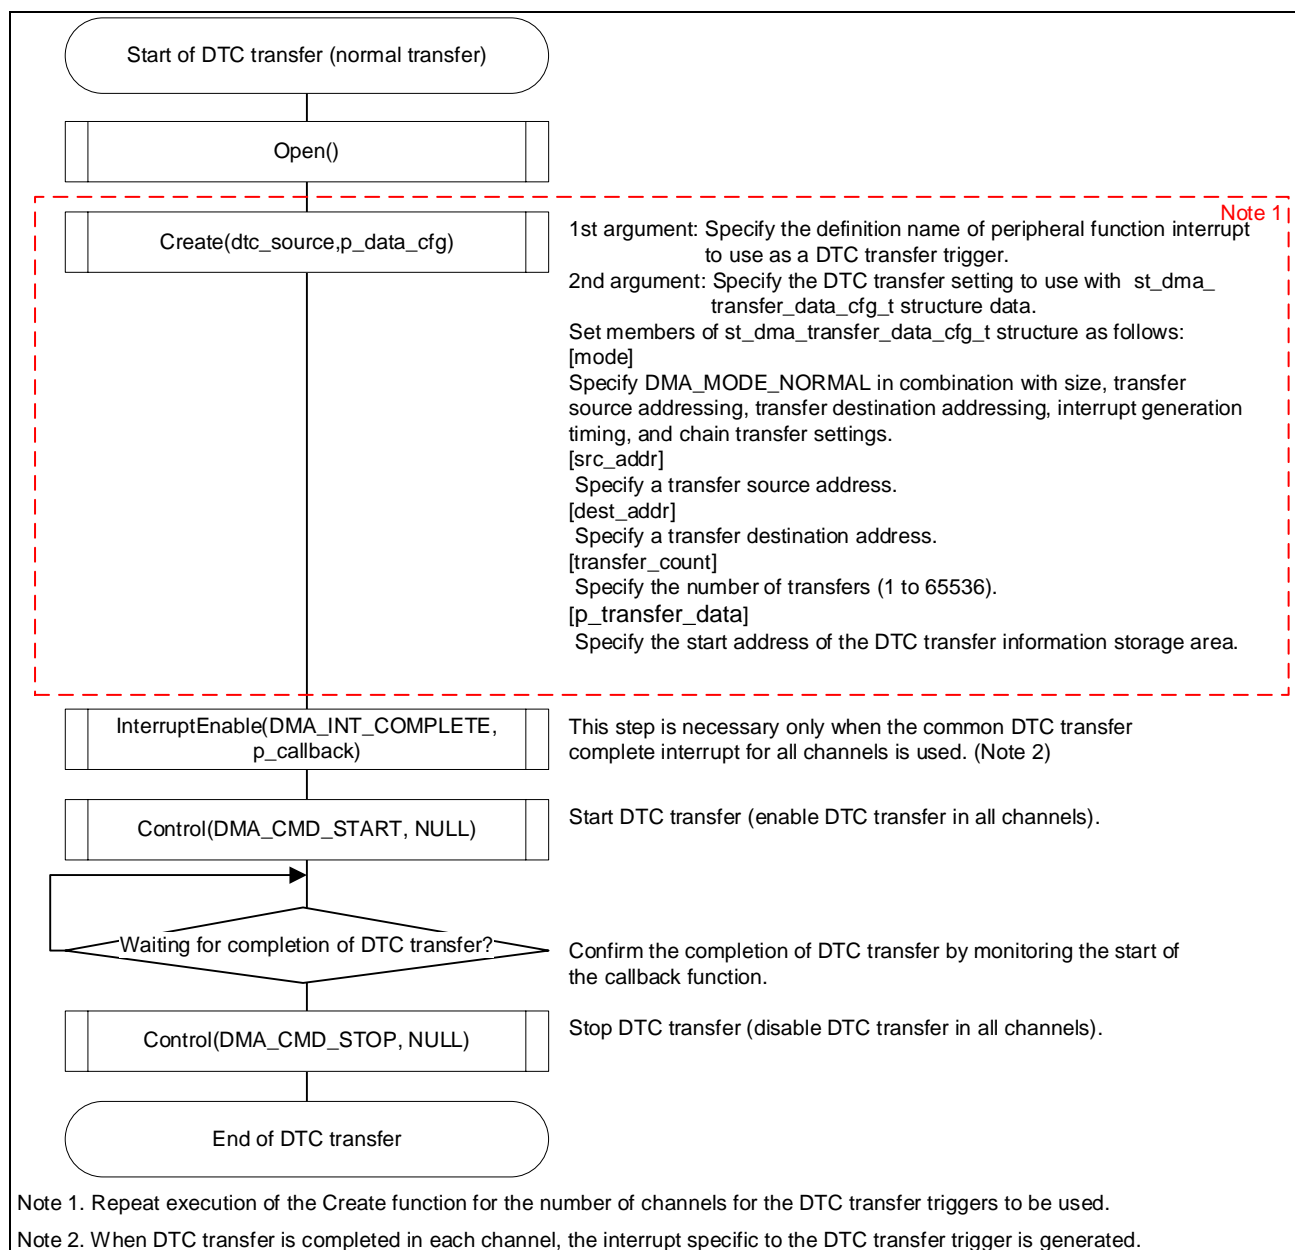 Start of DTC transfer (normal transfer)
Open()
Note 1
Create(dtc_source,p_data_cfg)
1st argument: Specify the definition name of peripheral function interrupt
to use as a DTC transfer trigger.
2nd argument: Specify the DTC transfer setting to use with st_dma_
transfer_data_cfg_t structure data.
Set members of st_dma_transfer_data_cfg_t structure as follows:
[mode]
Specify DMA_MODE_NORMAL in combination with size, transfer
source addressing, transfer destination addressing, interrupt generation
timing, and chain transfer settings.
[src_addr]
Specify a transfer source address.
[dest_addr]
Specify a transfer destination address.
[transfer_count]
Specify the number of transfers (1 to 65536).
[p_transfer_data]
Specify the start address of the DTC transfer information storage area.
InterruptEnable(DMA_INT_COMPLETE,
p_callback)
This step is necessary only when the common DTC transfer
complete interrupt for all channels is used. (Note 2)
Control(DMA_CMD_START, NULL)
Start DTC transfer (enable DTC transfer in all channels).
Waiting for completion of DTC transfer?
Confirm the completion of DTC transfer by monitoring the start of
the callback function.
Control(DMA_CMD_STOP, NULL)
Stop DTC transfer (disable DTC transfer in all channels).
End of DTC transfer
Note 1. Repeat execution of the Create function for the number of channels for the DTC transfer triggers to be used.
Note 2. When DTC transfer is completed in each channel, the interrupt specific to the DTC transfer trigger is generated.